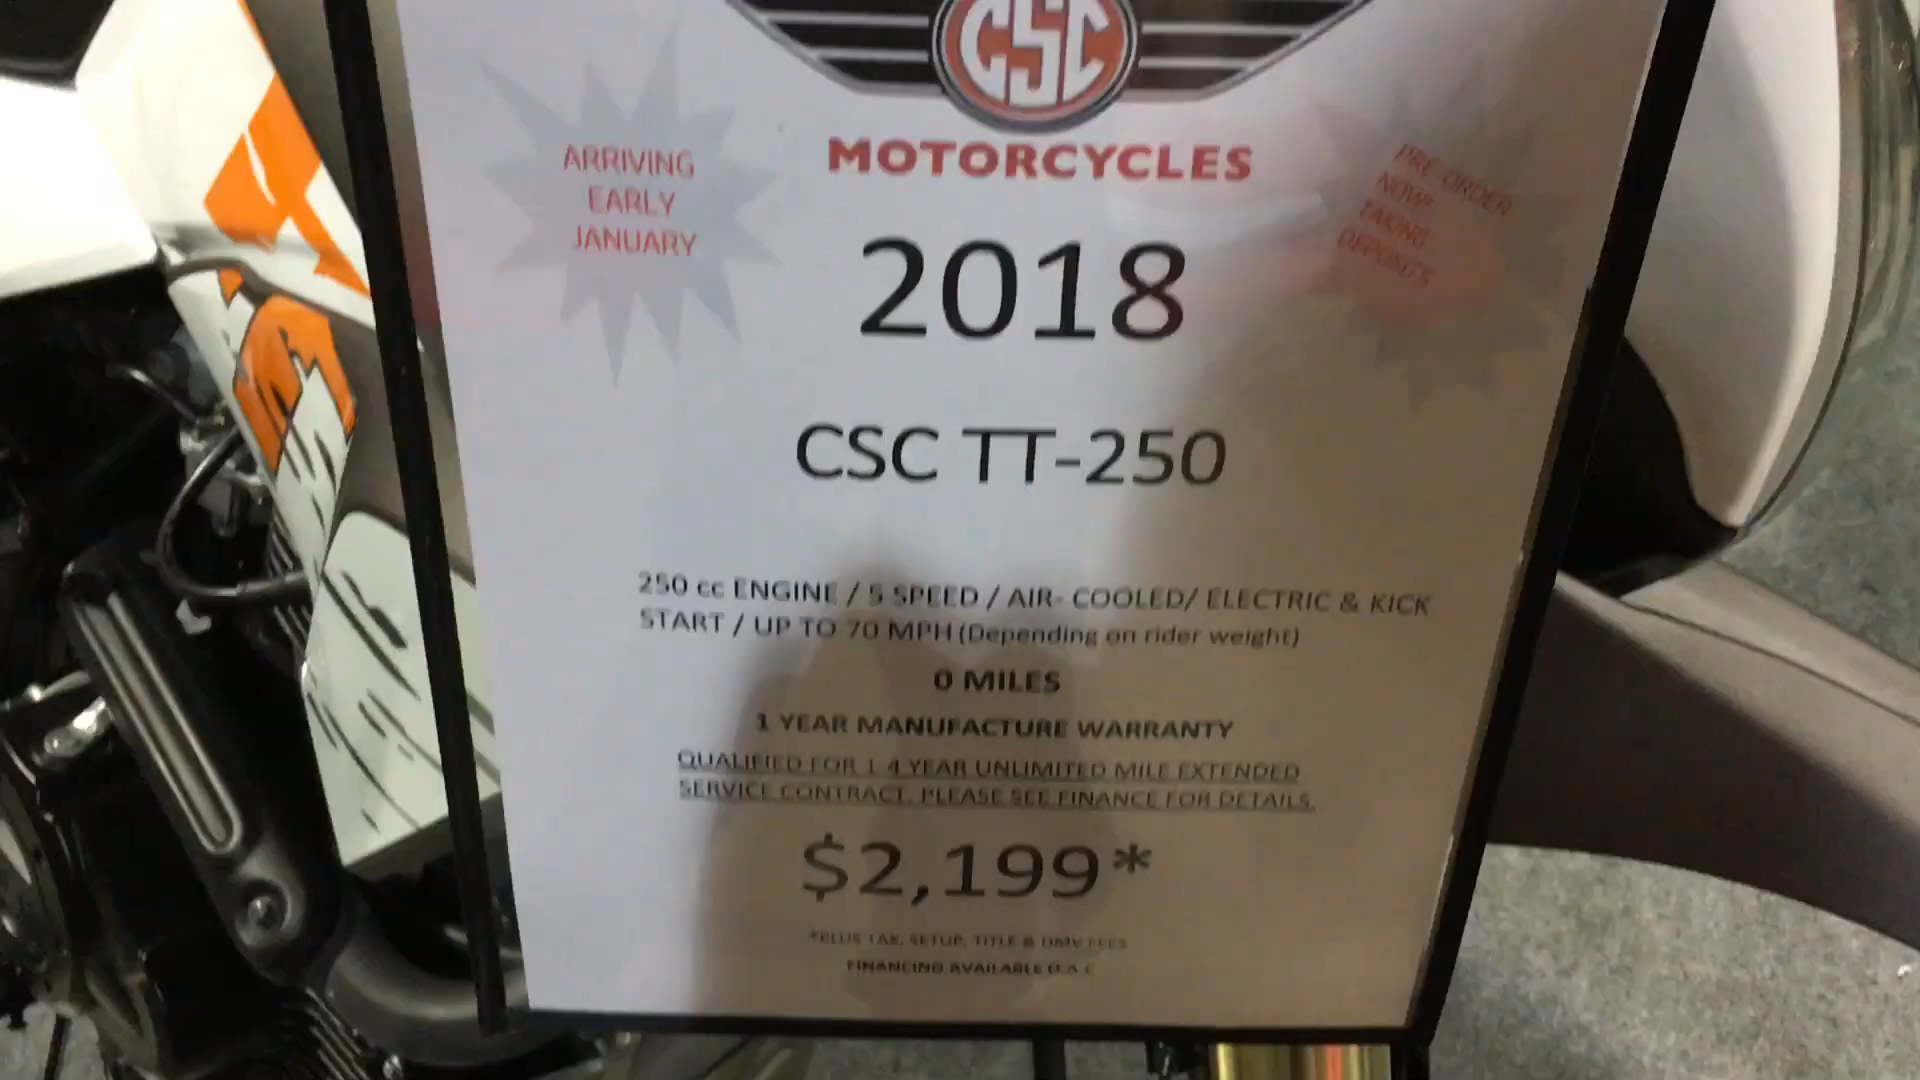 CSC
MOTORCYCLES
ARRIVING
EARLY
JANUARY
PRE-ORDER
NOW!
TAKING
DEPOSITS
2018
CSC TT-250
250 cc ENGINE / 5 SPEED / AIR- COOLED/ ELECTRIC & KICK
START / UP TO 70 MPH (Depending on rider weight)
0 MILES
1 YEAR MANUFACTURE WARRANTY
QUALIFIED FOR 1-4 YEAR UNLIMITED MILE EXTENDED
SERVICE CONTRACT. PLEASE SEE FINANCE FOR DETAILS.
$2,199*
*PLUS TAX, SETUP, TITLE & DMV FEES
FINANCING AVAILABLE O.A.C